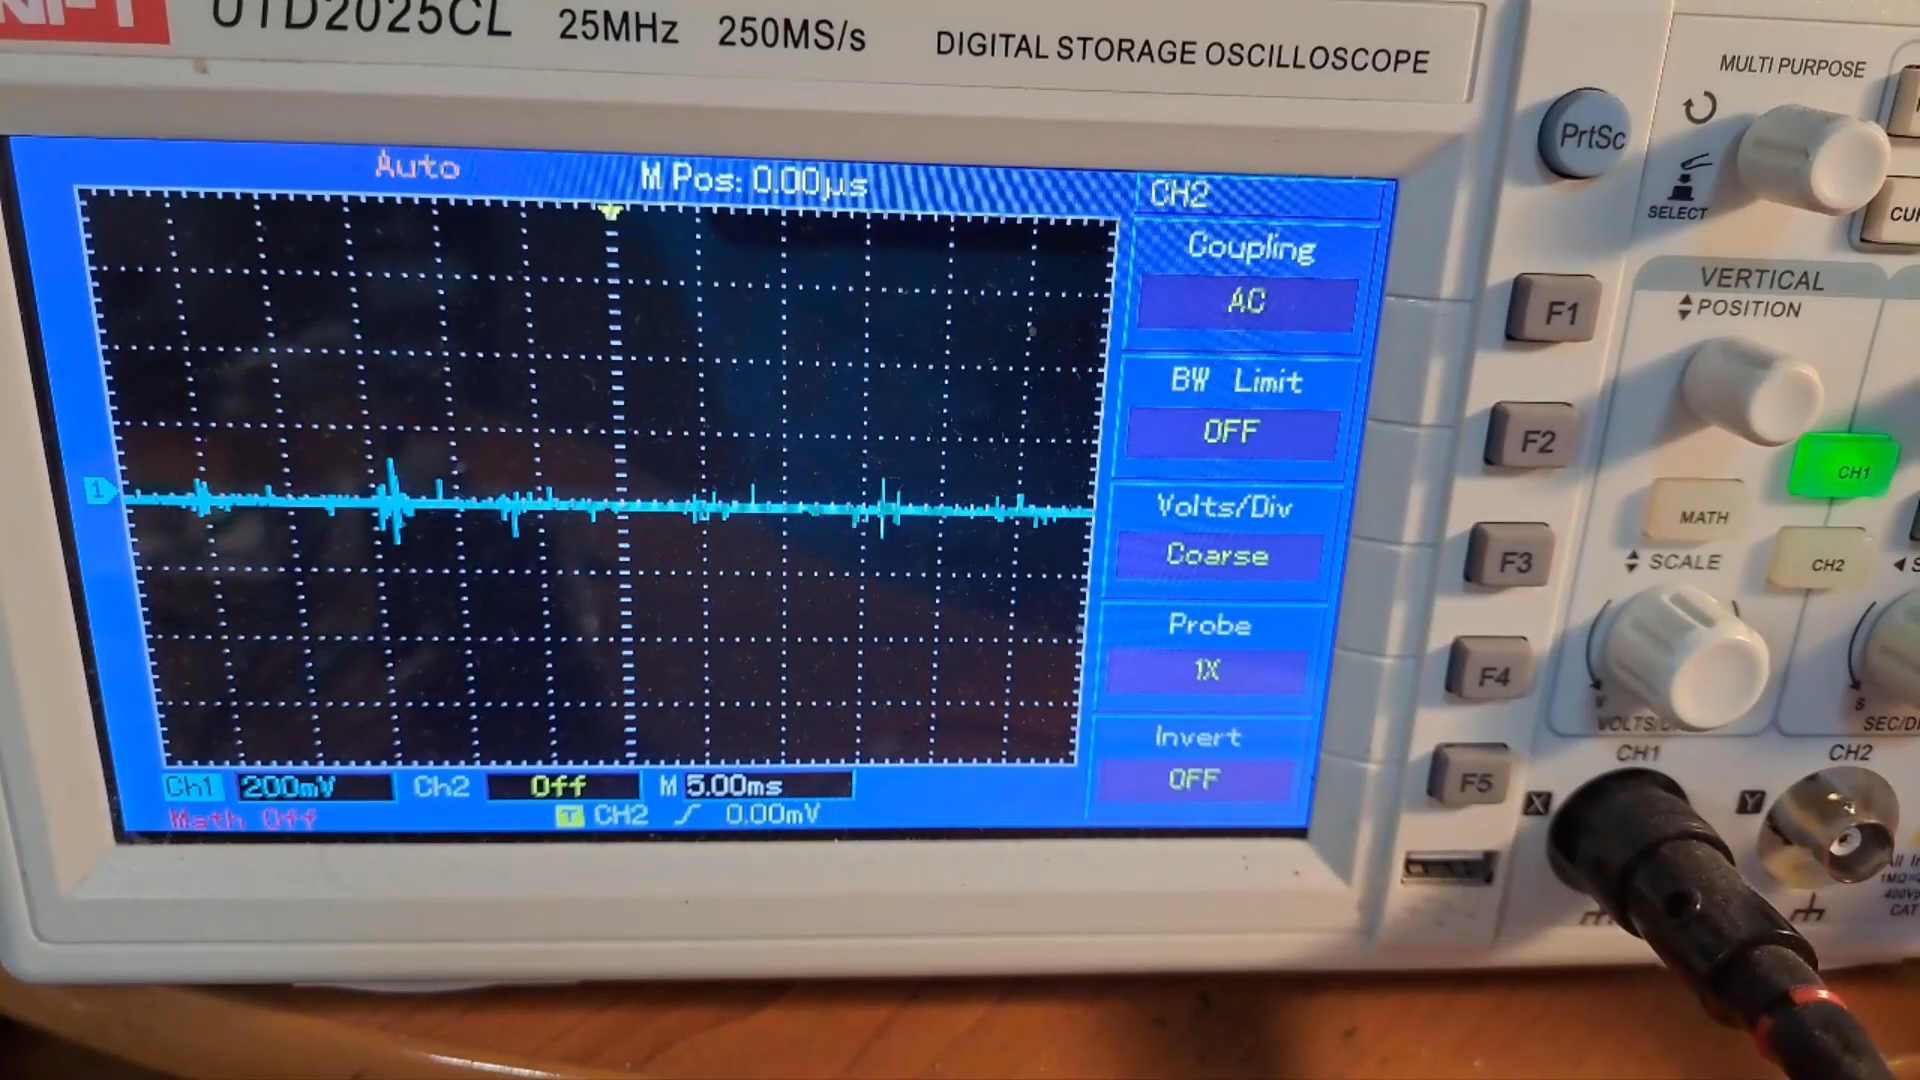 UTD2025CL 25MHz 250MS/s DIGITAL STORAGE OSCILLOSCOPE
MULTI PURPOSE
SELECT
PrtSc
Auto
M Pos: 0.00µs
CH2
Coupling
AC
BW Limit
OFF
Volts/Div
Coarse
Probe
1X
Invert
OFF
1
Ch1 200mV Ch2 Off M 5.00ms
Math Off
T CH2 0.00mV
F1
F2
F3
F4
F5
VERTICAL
POSITION
CH1
MATH
CH2
SCALE
V
S
CH1
CH2
X
Y